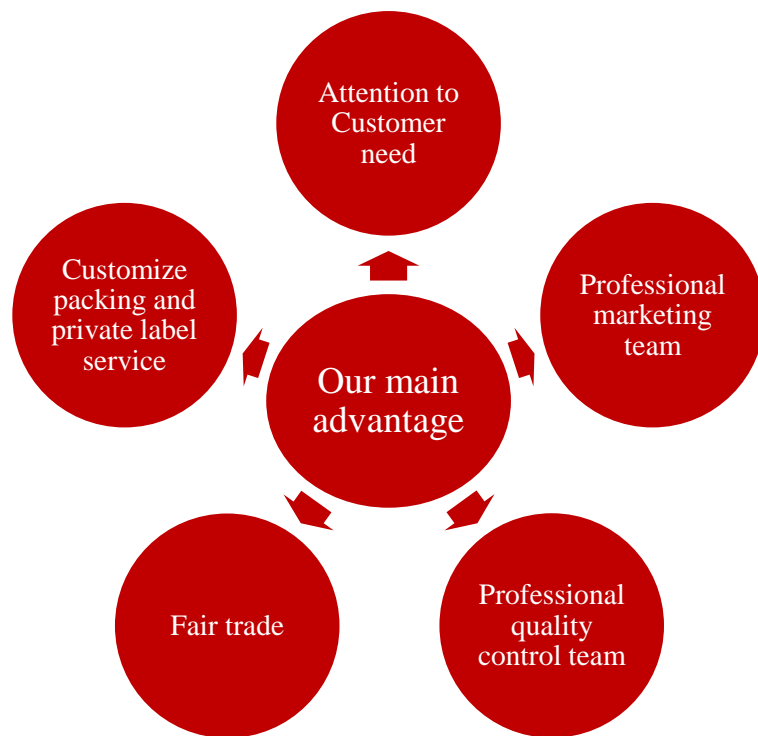 Attention to
Customer
need
Customize
packing and
private label
service
Professional
marketing
team
Our main
advantage
Fair trade
Professional
quality
control team